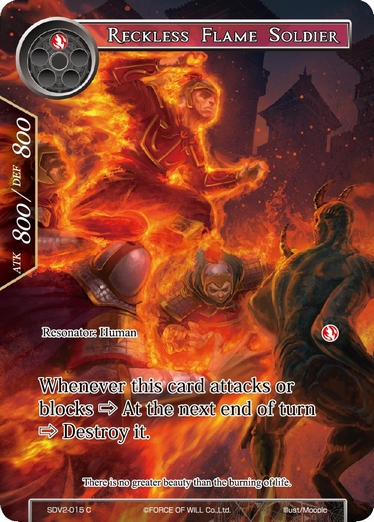 Reckless Flame Soldier
ATK 800 / DEF 800
Resonator: Human
Whenever this card attacks or
blocks ⇨ At the next end of turn
⇨ Destroy it.
There is no greater beauty than the burning of life.
SDV2-015 C ©FORCE OF WILL Co.,Ltd. Illust/Moopic